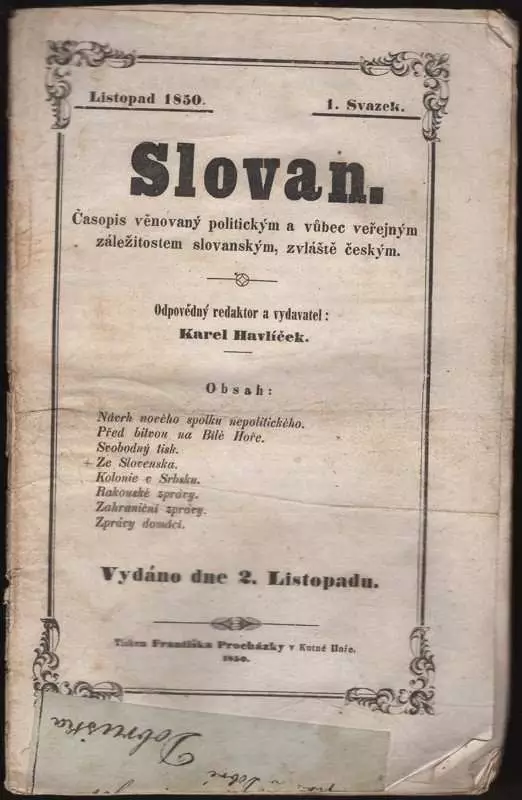 Listopad 1850.
1. Svazek.
Slovan.
Časopis věnovaný politickým a vůbec veřejným
záležitostem slovanským, zvláště českým.
Odpovědný redaktor a vydavatel:
Karel Havlíček.
Obsah:
Návrh nového spolku nepolitického.
Před bitvou na Bílé Hoře.
Svobodný tisk.
+ Ze Slovenska.
Kolonie v Srbsku.
Rakouské zprávy.
Zahraniční zprávy.
Zprávy domácí.
Vydáno dne 2. Listopadu.
Tiskem Františka Procházky v Kutné Hoře.
1850.
Dobruška